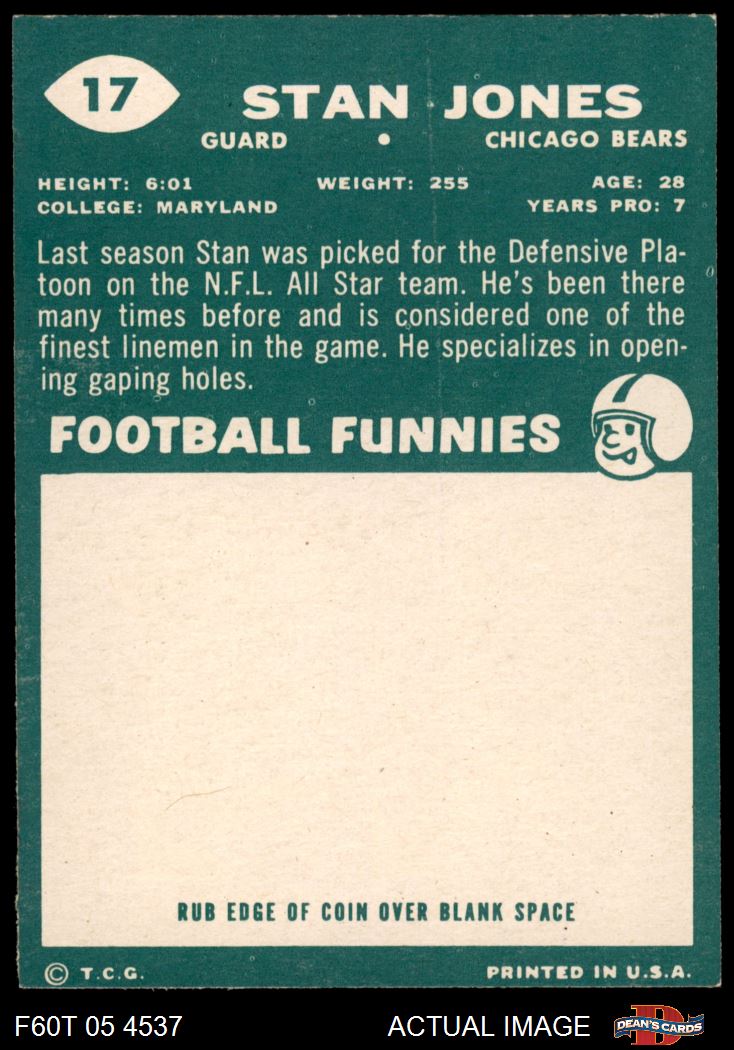 17
STAN JONES
GUARD • CHICAGO BEARS
HEIGHT: 6:01 WEIGHT: 255 AGE: 28
COLLEGE: MARYLAND YEARS PRO: 7
Last season Stan was picked for the Defensive Pla-
toon on the N.F.L. All Star team. He's been there
many times before and is considered one of the
finest linemen in the game. He specializes in open-
ing gaping holes.
FOOTBALL FUNNIES
RUB EDGE OF COIN OVER BLANK SPACE
© T.C.G. PRINTED IN U.S.A.
F60T 05 4537 ACTUAL IMAGE D DEAN'S CARDS